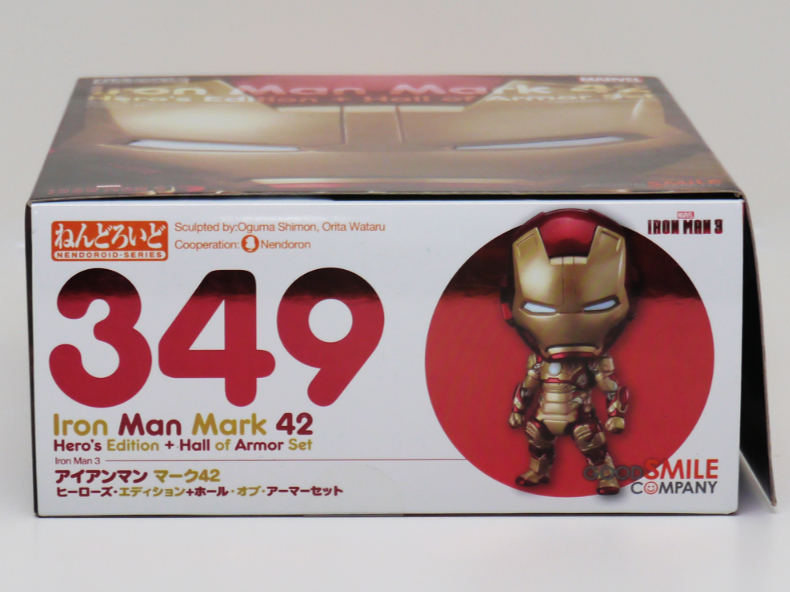 Iron Man Mark 42
MARVEL
Hero's Edition + Hall of Armor
SMILE
ねんどろいど
NENDOROID-SERIES
Sculpted by:Oguma Shimon, Orita Wataru
Cooperation: Nendoron
349
Iron Man Mark 42
Hero's Edition + Hall of Armor Set
Iron Man 3
アイアンマン マーク42
ヒーローズ・エディション+ホール・オブ・アーマーセット
MARVEL
IRON MAN 3
GOOD SMILE
COMPANY